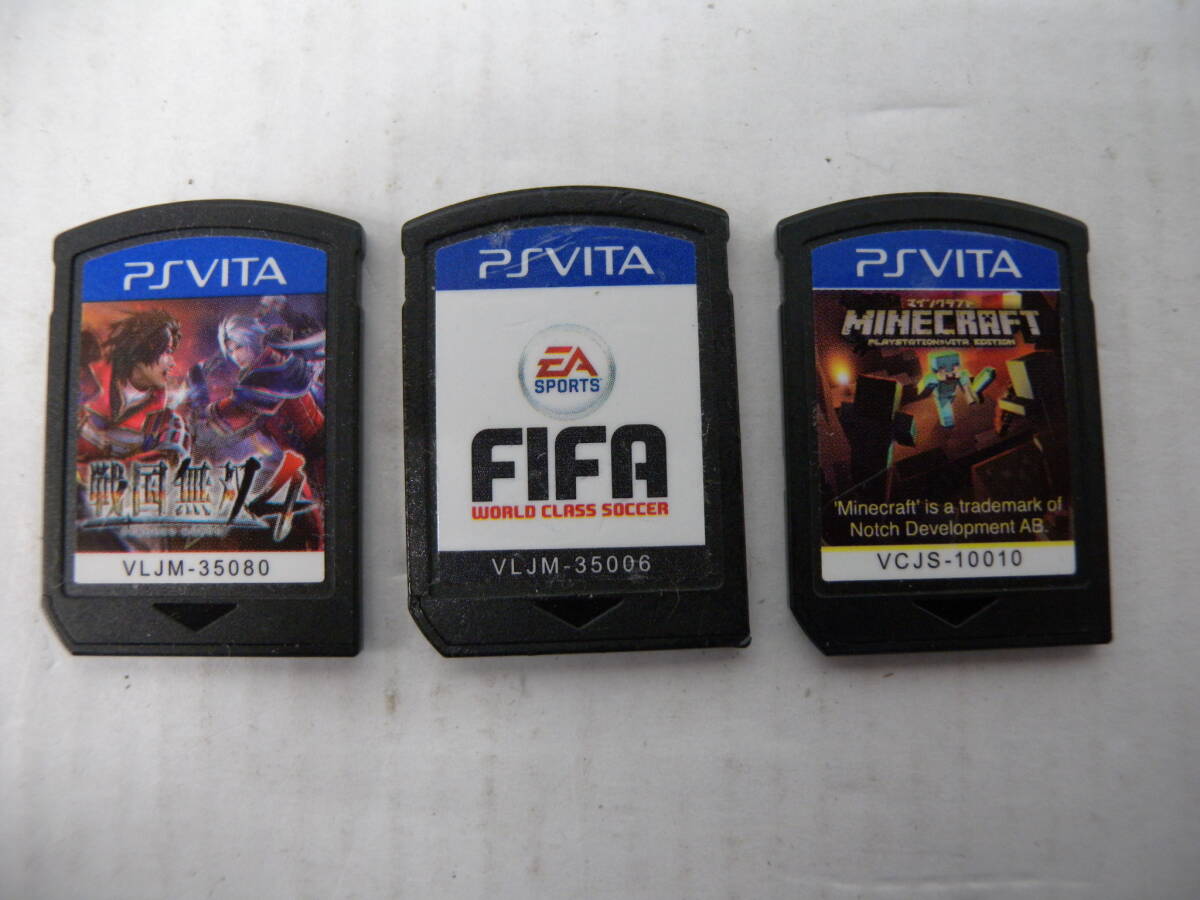 PSVITA
戦国無双4
VLJM-35080
PSVITA
EA
SPORTS
FIFA
WORLD CLASS SOCCER
VLJM-35006
PSVITA
マインクラフト
MINECRAFT
PLAYSTATION®VITA EDITION
'Minecraft' is a trademark of
Notch Development AB.
VCJS-10010